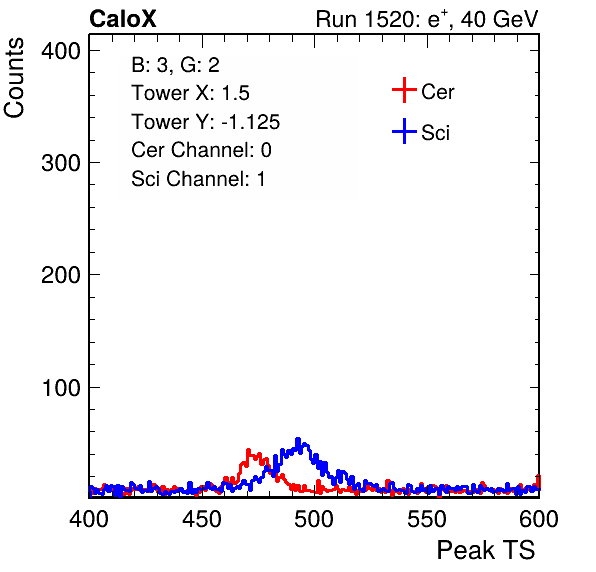 CaloX Run 1520: e+, 40 GeV
Counts
400
300
200
100
B: 3, G: 2
Tower X: 1.5
Tower Y: -1.125
Cer Channel: 0
Sci Channel: 1
Cer
Sci
400 450 500 550 600
Peak TS